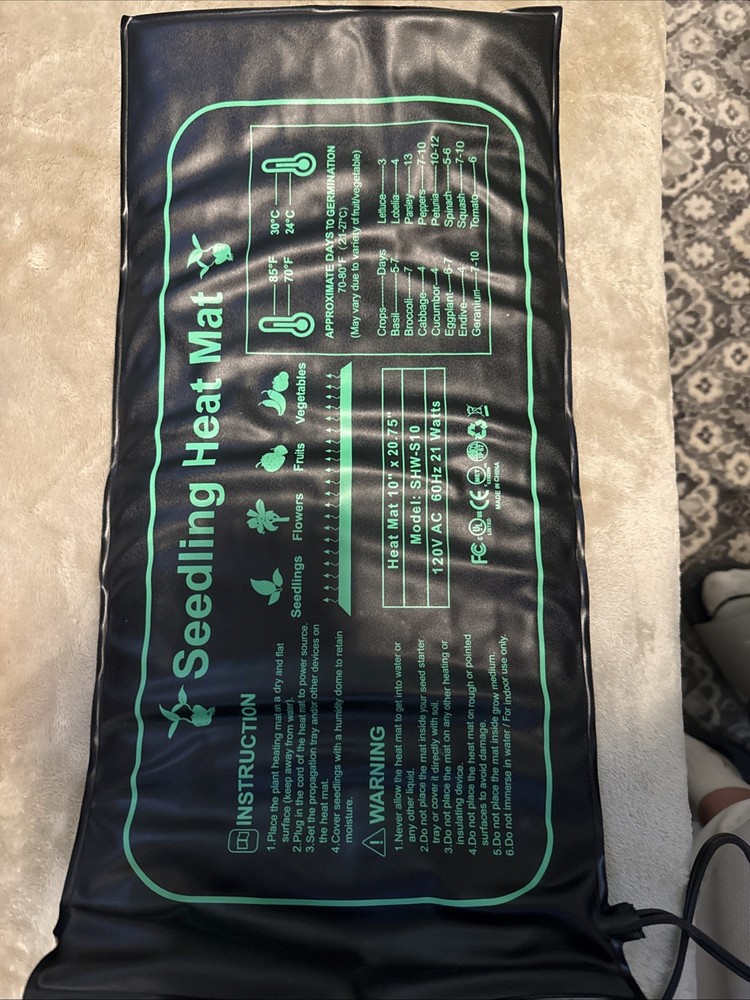 Seedling Heat Mat
INSTRUCTION
1.Place the plant heating mat on a dry and flat
surface (keep away from water).
2.Plug in the cord of the heat mat to power source.
3.Set the propagation tray and/or other devices on
the heat mat.
4.Cover seedlings with a humidity dome to retain
moisture.
WARNING
1.Never allow the heat mat to get into water or
any other liquid.
2.Do not place the mat inside your seed starter
tray or cover it directly with soil.
3.Do not place the mat on any other heating or
insulating device.
4.Do not place the heat mat on rough or pointed
surfaces to avoid damage.
5.Do not place the mat inside grow medium.
6.Do not immerse in water / For indoor use only.
Seedlings Flowers Fruits Vegetables
Heat Mat 10" x 20.75"
Model: SHW-S10
120V AC 60Hz 21 Watts
FC c UL US CE
LISTED
MADE IN CHINA
85°F 30°C
70°F 24°C
APPROXIMATE DAYS TO GERMINATION
70-80°F (21-27°C)
(May vary due to variety of fruit/vegetable)
Crops Days
Basil 5-7
Broccoli 7
Cabbage 4
Cucumbor 4
Eggplant 6-7
Endive 4
Geranium 7-10
Lettuce 3
Lobelia 4
Parsley 13
Peppers 7-10
Petunia 10-12
Spinach 5-6
Squash 7-10
Tomato 6